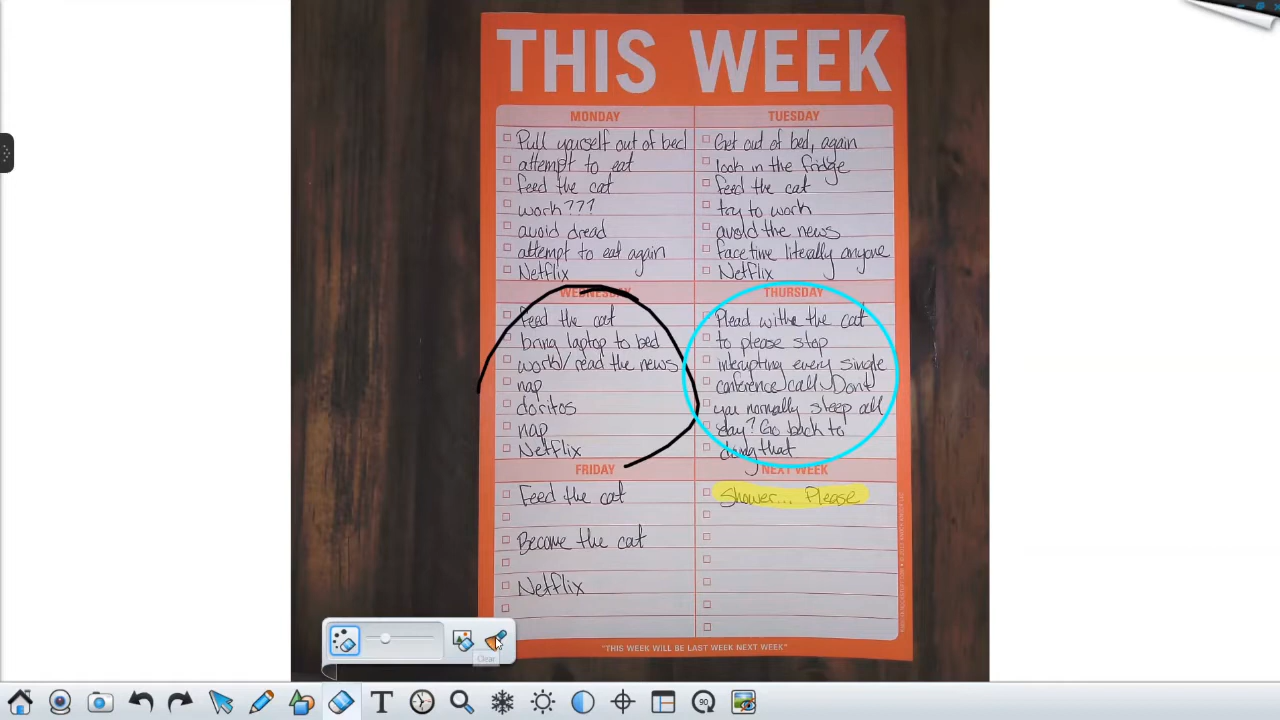 THIS WEEK
MONDAY
Pull yourself out of bed
attempt to eat
feed the cat
work???
avoid dread
attempt to eat again
Netflix
TUESDAY
Get out of bed, again
look in the fridge
feed the cat
try to work
avoid the news
facetime literally anyone
Netflix
WEDNESDAY
feed the cat
bring laptop to bed
work/read the news
nap
doritos
nap
Netflix
THURSDAY
Plead withe the cat
to please stop
interupting every single
conference call. Don't
you normally sleep all
day? Go back to
doing that
FRIDAY
Feed the cat
Become the cat
Netflix
NEXT WEEK
Shower... Please
"THIS WEEK WILL BE LAST WEEK NEXT WEEK"
Clear
T
90